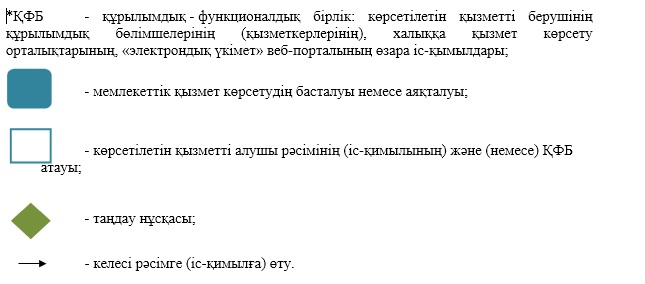 *ҚФБ - құрылымдық - функционалдық бірлік: көрсетілетін қызметті берушінің
құрылымдық бөлімшелерінің (қызметкерлерінің), халыққа қызмет көрсету
орталықтарының, «электрондық үкімет» веб-порталының өзара іс-қымылдары;
- мемлекеттік қызмет көрсетудің басталуы немесе аяқталуы;
- көрсетілетін қызметті алушы рәсімінің (іс-қимылының) және (немесе) ҚФБ
атауы;
- таңдау нұсқасы;
- келесі рәсімге (іс-қимылға) өту.